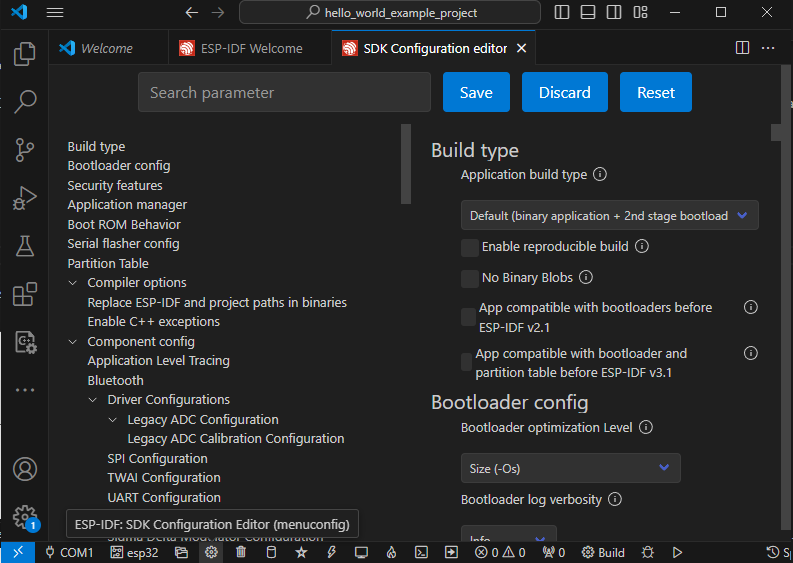 hello_world_example_project
Welcome
ESP-IDF Welcome
SDK Configuration editor
Search parameter
Save
Discard
Reset
Build type
Bootloader config
Security features
Application manager
Boot ROM Behavior
Serial flasher config
Partition Table
Compiler options
Replace ESP-IDF and project paths in binaries
Enable C++ exceptions
Component config
Application Level Tracing
Bluetooth
Driver Configurations
Legacy ADC Configuration
Legacy ADC Calibration Configuration
SPI Configuration
TWAI Configuration
UART Configuration
ESP-IDF: SDK Configuration Editor (menuconfig)
Build type
Application build type
Default (binary application + 2nd stage bootload
Enable reproducible build
No Binary Blobs
App compatible with bootloaders before
ESP-IDF v2.1
App compatible with bootloader and
partition table before ESP-IDF v3.1
Bootloader config
Bootloader optimization Level
Size (-Os)
Bootloader log verbosity
Info
1
COM1
esp32
0
0
0
Build